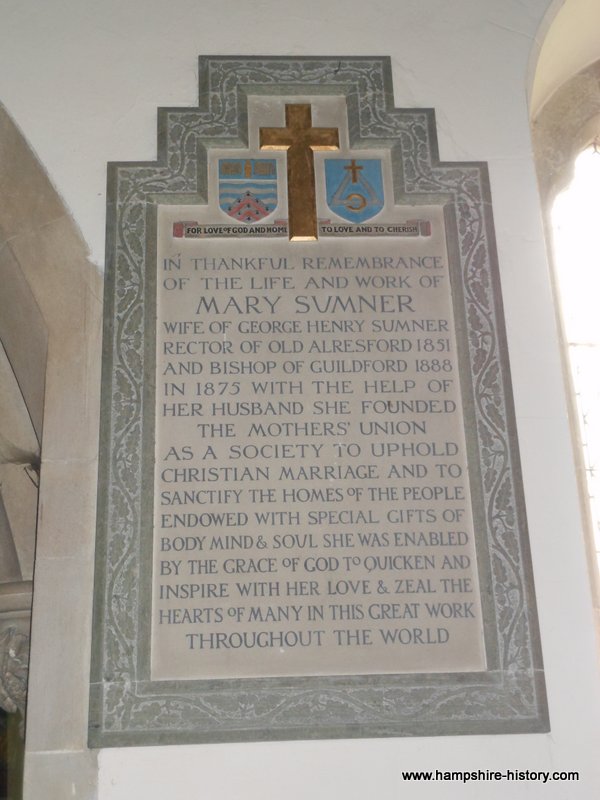 FOR LOVE OF GOD AND HOME TO LOVE AND TO CHERISH
IN THANKFUL REMEMBRANCE
OF THE LIFE AND WORK OF
MARY SUMNER
WIFE OF GEORGE HENRY SUMNER
RECTOR OF OLD ALRESFORD 1851
AND BISHOP OF GUILDFORD 1888
IN 1875 WITH THE HELP OF
HER HUSBAND SHE FOUNDED
THE MOTHERS' UNION
AS A SOCIETY TO UPHOLD
CHRISTIAN MARRIAGE AND TO
SANCTIFY THE HOMES OF THE PEOPLE
ENDOWED WITH SPECIAL GIFTS OF
BODY MIND & SOUL SHE WAS ENABLED
BY THE GRACE OF GOD TO QUICKEN AND
INSPIRE WITH HER LOVE & ZEAL THE
HEARTS OF MANY IN THIS GREAT WORK
THROUGHOUT THE WORLD
www.hampshire-history.com